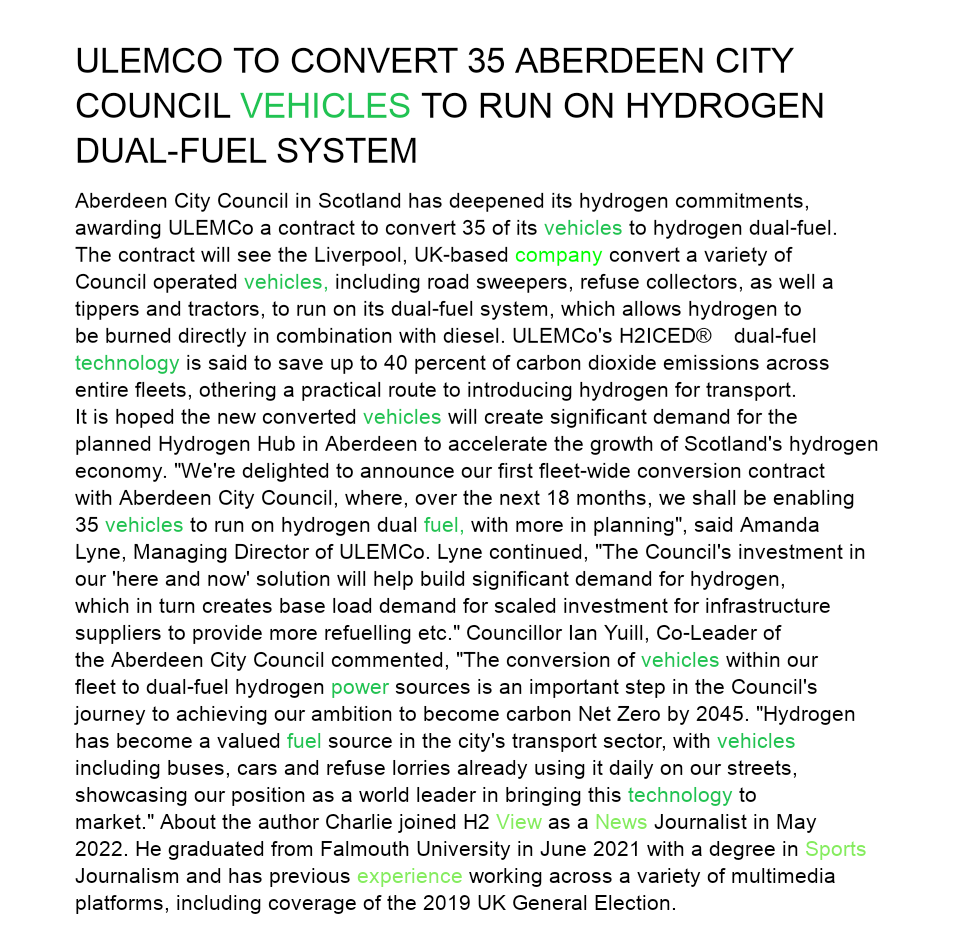 ULEMCO TO CONVERT 35 ABERDEEN CITY
COUNCIL VEHICLES TO RUN ON HYDROGEN
DUAL-FUEL SYSTEM
Aberdeen City Council in Scotland has deepened its hydrogen commitments,
awarding ULEMCo a contract to convert 35 of its vehicles to hydrogen dual-fuel.
The contract will see the Liverpool, UK-based company convert a variety of
Council operated vehicles, including road sweepers, refuse collectors, as well a
tippers and tractors, to run on its dual-fuel system, which allows hydrogen to
be burned directly in combination with diesel. ULEMCo's H2ICED® dual-fuel
technology is said to save up to 40 percent of carbon dioxide emissions across
entire fleets, othering a practical route to introducing hydrogen for transport.
It is hoped the new converted vehicles will create significant demand for the
planned Hydrogen Hub in Aberdeen to accelerate the growth of Scotland's hydrogen
economy. "We're delighted to announce our first fleet-wide conversion contract
with Aberdeen City Council, where, over the next 18 months, we shall be enabling
35 vehicles to run on hydrogen dual fuel, with more in planning", said Amanda
Lyne, Managing Director of ULEMCo. Lyne continued, "The Council's investment in
our 'here and now' solution will help build significant demand for hydrogen,
which in turn creates base load demand for scaled investment for infrastructure
suppliers to provide more refuelling etc." Councillor Ian Yuill, Co-Leader of
the Aberdeen City Council commented, "The conversion of vehicles within our
fleet to dual-fuel hydrogen power sources is an important step in the Council's
journey to achieving our ambition to become carbon Net Zero by 2045. "Hydrogen
has become a valued fuel source in the city's transport sector, with vehicles
including buses, cars and refuse lorries already using it daily on our streets,
showcasing our position as a world leader in bringing this technology to
market." About the author Charlie joined H2 View as a News Journalist in May
2022. He graduated from Falmouth University in June 2021 with a degree in Sports
Journalism and has previous experience working across a variety of multimedia
platforms, including coverage of the 2019 UK General Election.